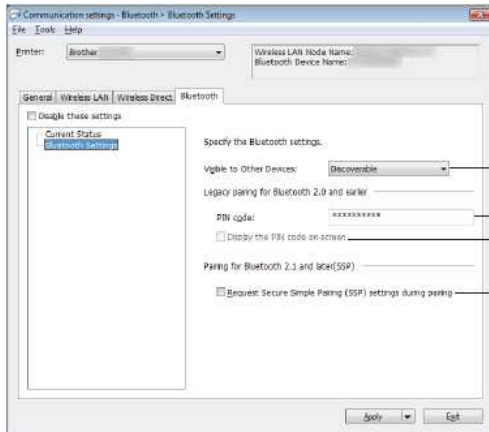 Communication settings - Bluetooth > Bluetooth Settings
File Tools Help
Printer: Brother
Wireless LAN Node Name:
Bluetooth Device Name:
General Wireless LAN Wireless Direct Bluetooth
Disable these settings
Current Status
Bluetooth Settings
Specify the Bluetooth settings.
Visible to Other Devices: Discoverable
Legacy pairing for Bluetooth 2.0 and earlier
PIN code: **********
Display the PIN code on-screen
Pairing for Bluetooth 2.1 and later(SSP)
Request Secure Simple Pairing (SSP) settings during pairing
Apply Exit